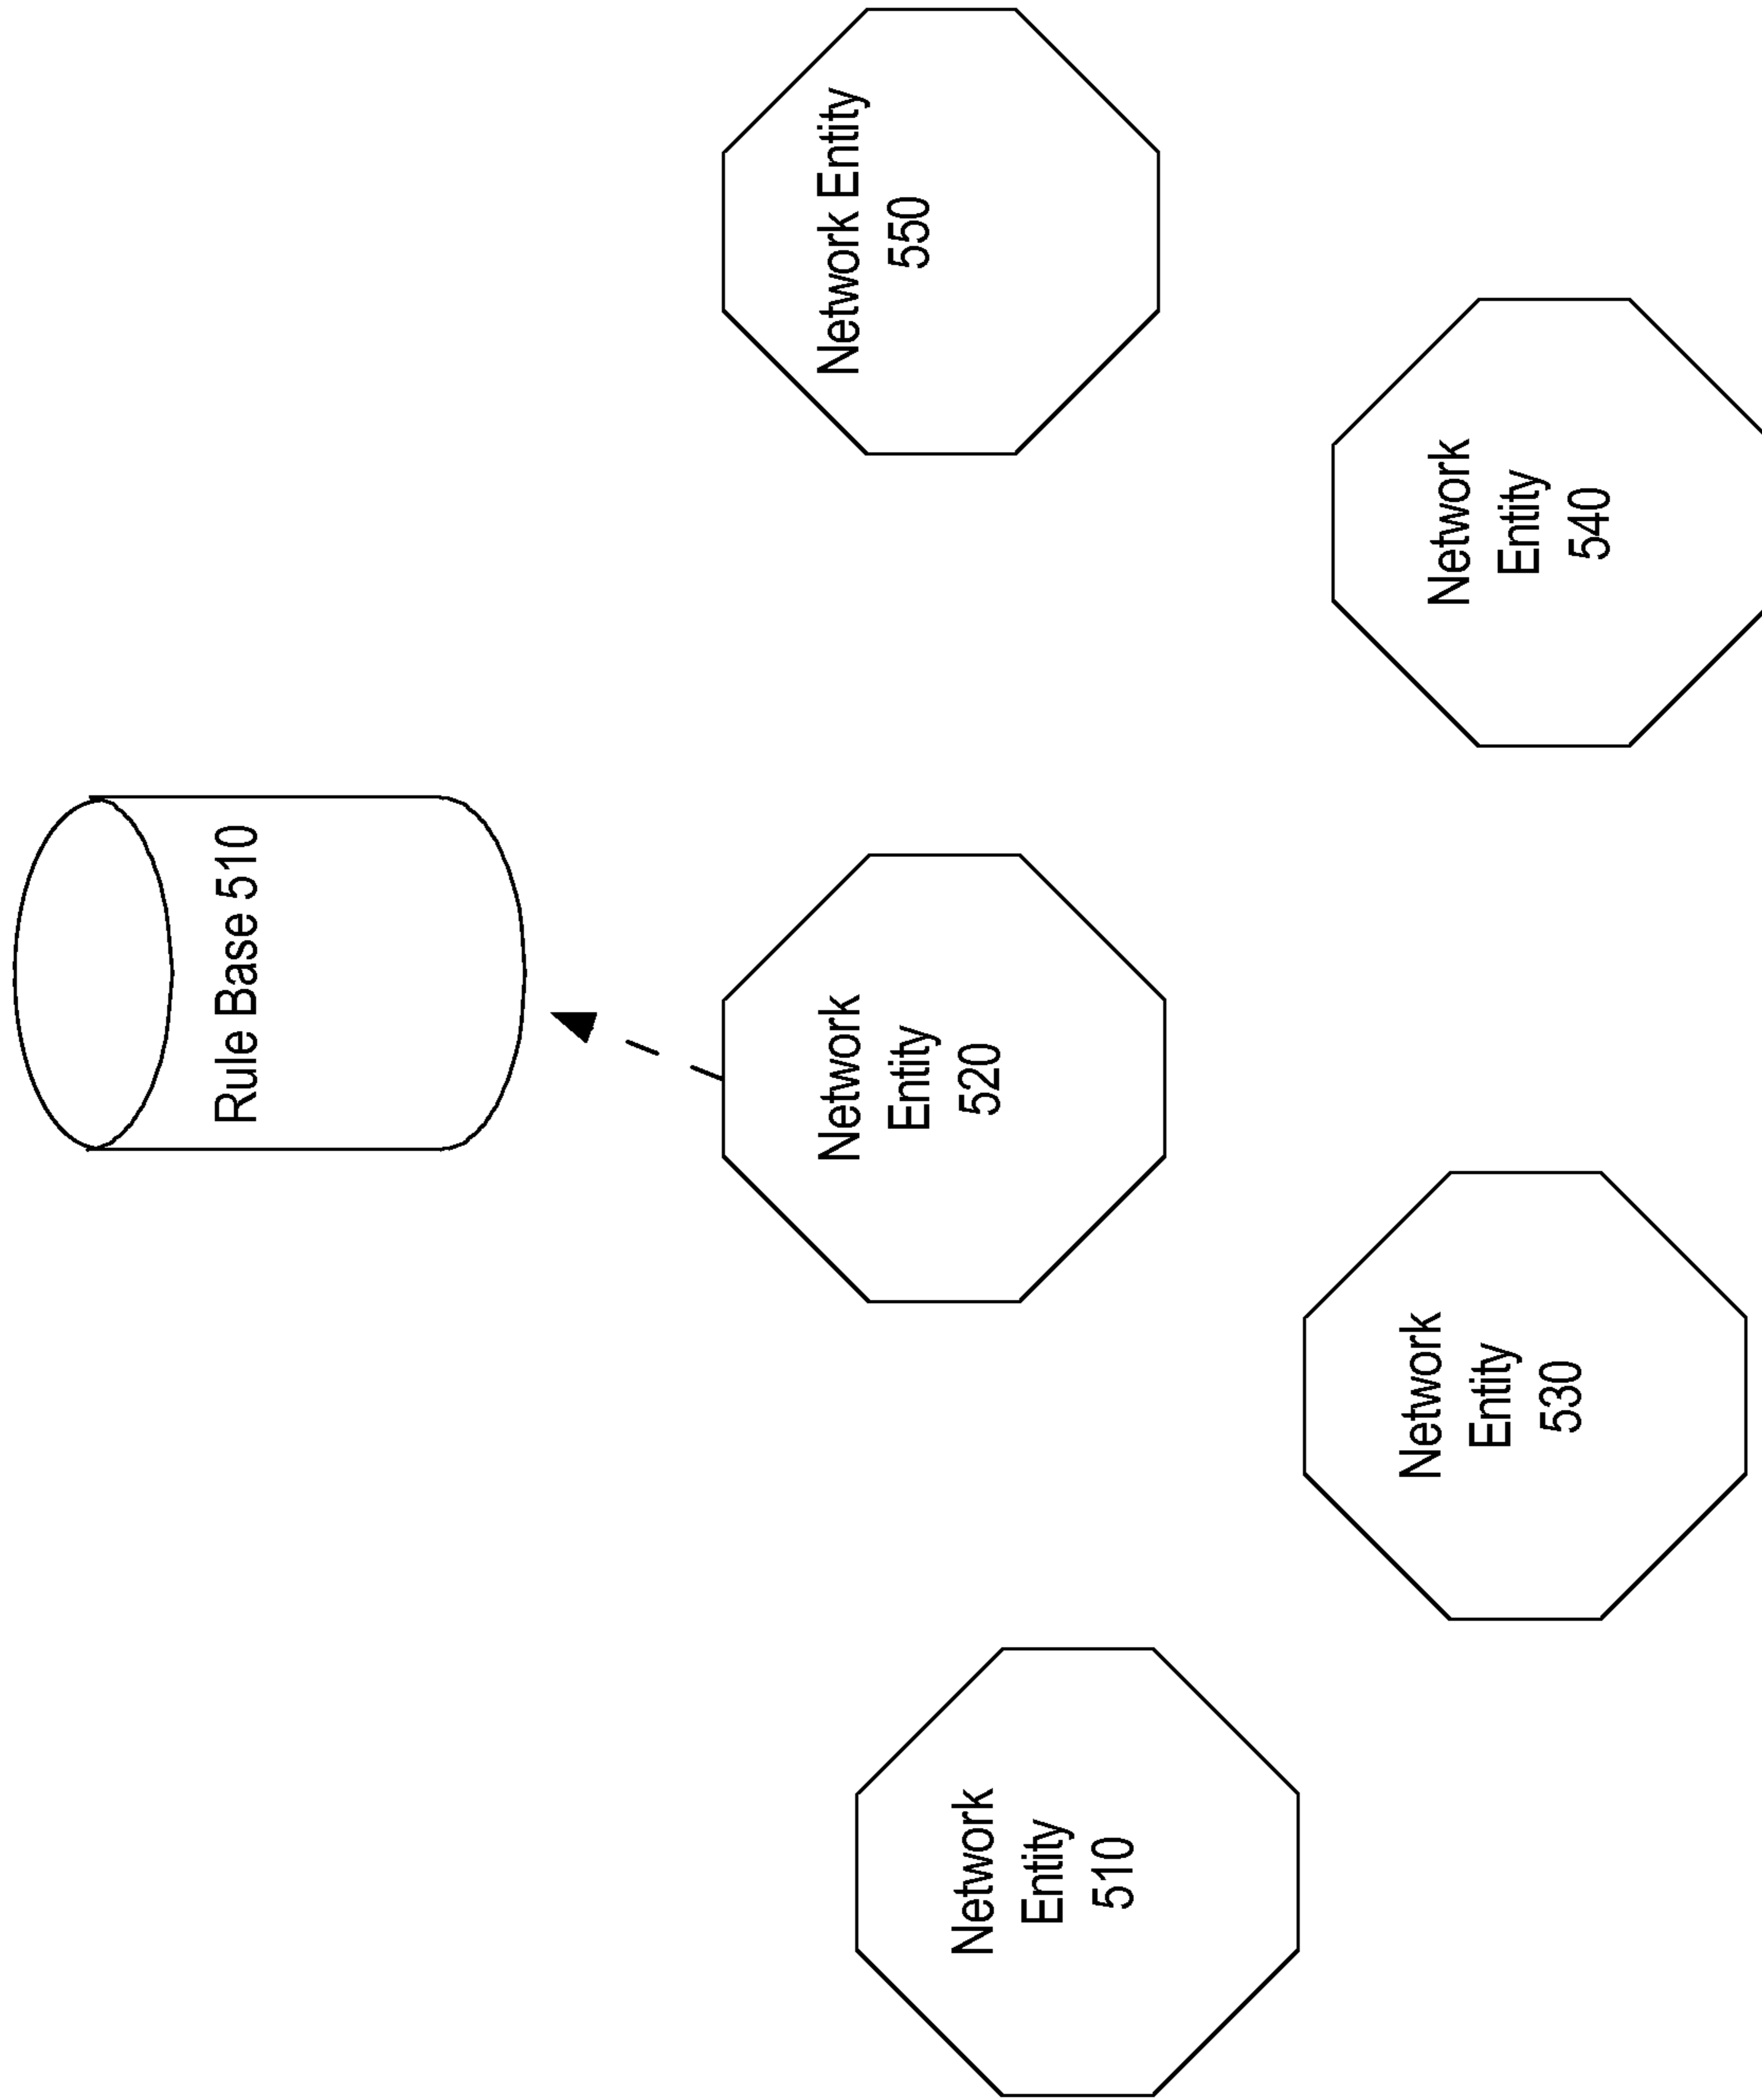 Rule Base 510
Network
Entity
510
Network
Entity
520
Network Entity
550
Network
Entity
530
Network
Entity
540